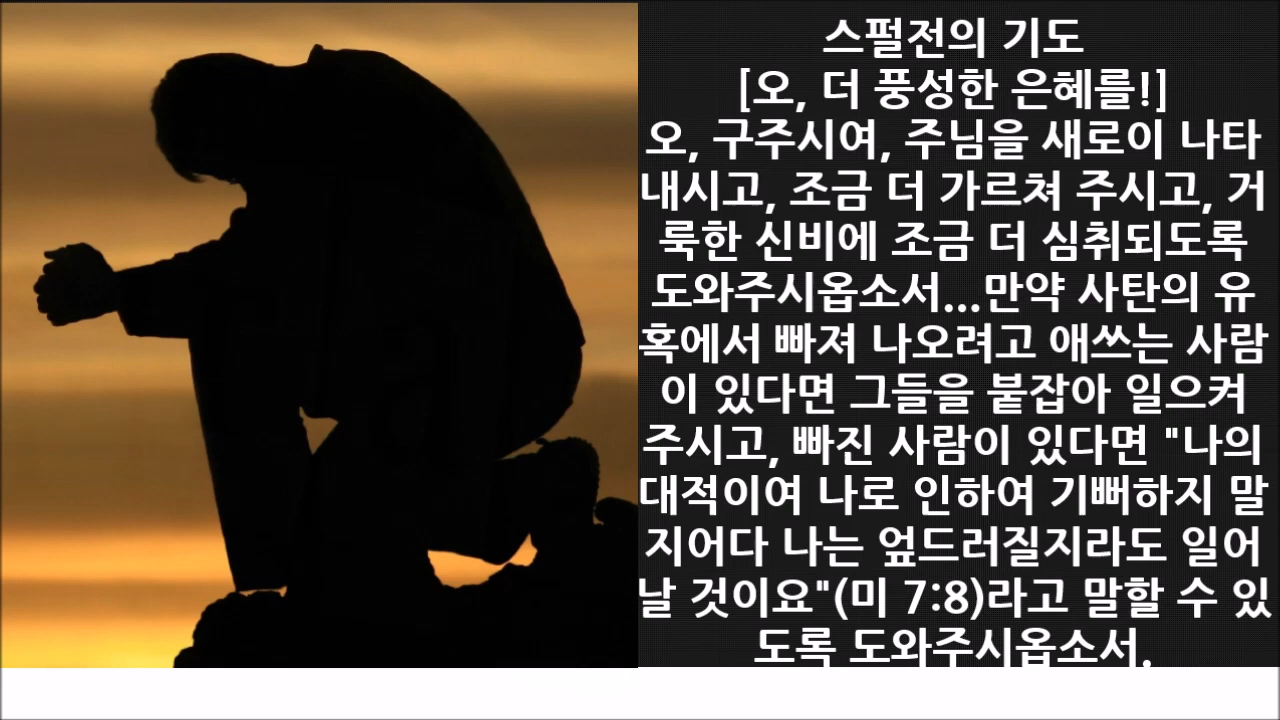 스펄전의 기도
[오, 더 풍성한 은혜를!]
오, 구주시여, 주님을 새로이 나타
내시고, 조금 더 가르쳐 주시고, 거
룩한 신비에 조금 더 심취되도록
도와주시옵소서...만약 사탄의 유
혹에서 빠져 나오려고 애쓰는 사람
이 있다면 그들을 붙잡아 일으켜
주시고, 빠진 사람이 있다면 "나의
대적이여 나로 인하여 기뻐하지 말
지어다 나는 엎드러질지라도 일어
날 것이요"(미 7:8)라고 말할 수 있
도록 도와주시옵소서.